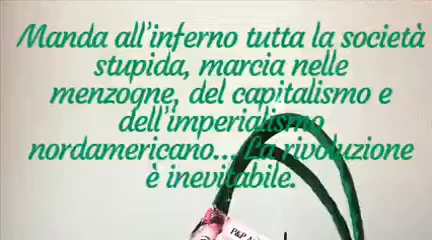 Manda all'inferno tutta la società
stupida, marcia nelle
menzogne, del capitalismo e
dell'imperialismo
nordamericano... La rivoluzione
è inevitabile.
P&P